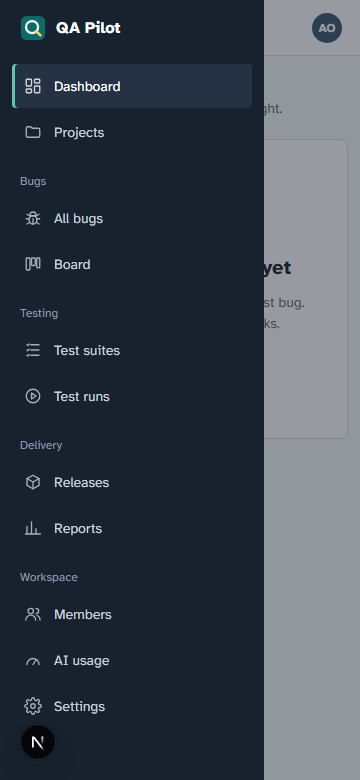 QA Pilot
AO
Dashboard
ght.
Projects
Bugs
All bugs
Board
yet
st bug.
ks.
Testing
Test suites
Test runs
Delivery
Releases
Reports
Workspace
Members
AI usage
Settings
N